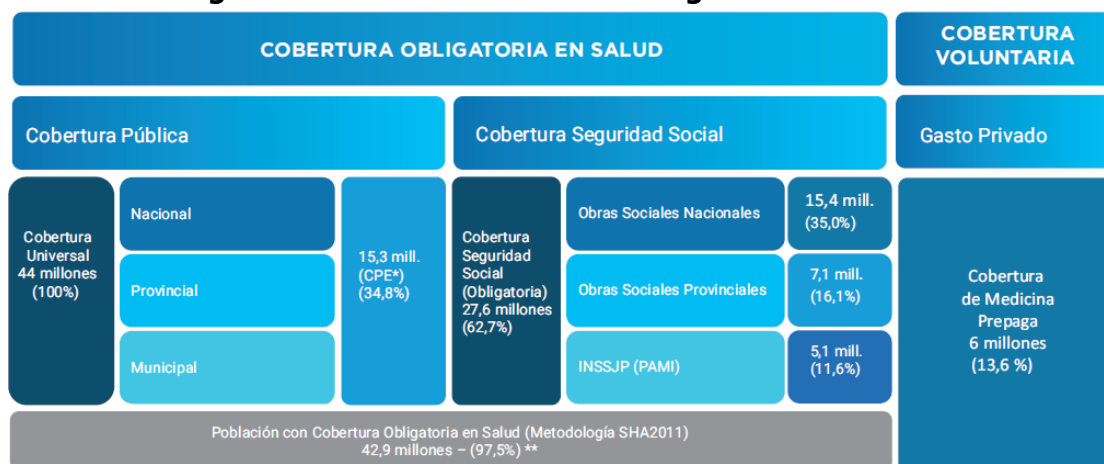 COBERTURA OBLIGATORIA EN SALUD
COBERTURA
VOLUNTARIA
Cobertura Pública
Cobertura Seguridad Social
Gasto Privado
Cobertura
Universal
44 millones
(100%)
Nacional
Provincial
Municipal
15,3 mill.
(CPE*)
(34,8%)
Cobertura
Seguridad
Social
(Obligatoria)
27,6 millones
(62,7%)
Obras Sociales Nacionales
15,4 mill.
(35,0%)
Obras Sociales Provinciales
7,1 mill.
(16,1%)
INSSJP (PAMI)
5,1 mill.
(11,6%)
Cobertura
de Medicina
Prepaga
6 millones
(13,6 %)
Población con Cobertura Obligatoria en Salud (Metodología SHA2011)
42,9 millones – (97,5%) **